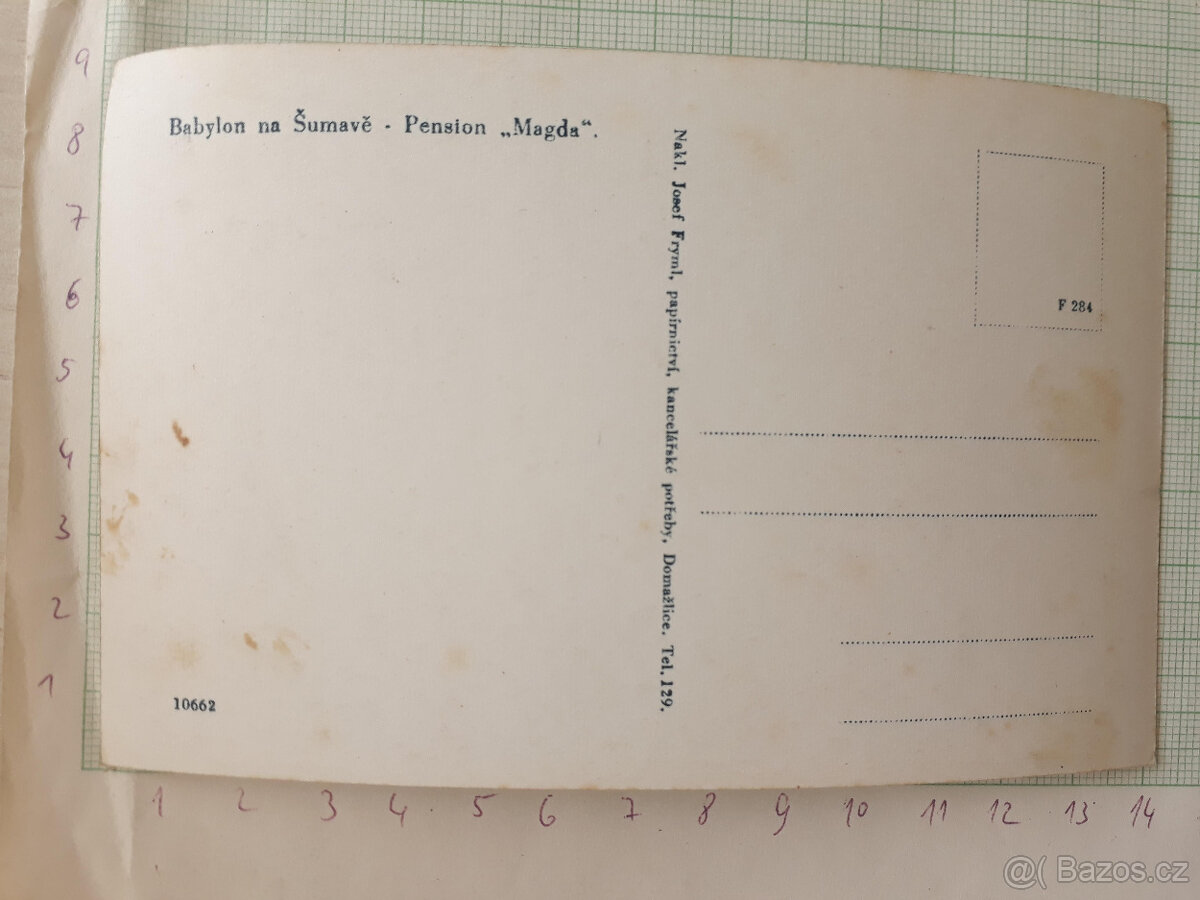 Babylon na Šumavě - Pension „Magda“.
Nakl. Josef Fryml, papírnictví, kancelářské potřeby, Domažlice. Tel. 129.
F 284
10662
9
8
7
6
5
4
3
2
1
1 2 3 4 5 6 7 8 9 10 11 12 13 14
@( Bazos.cz